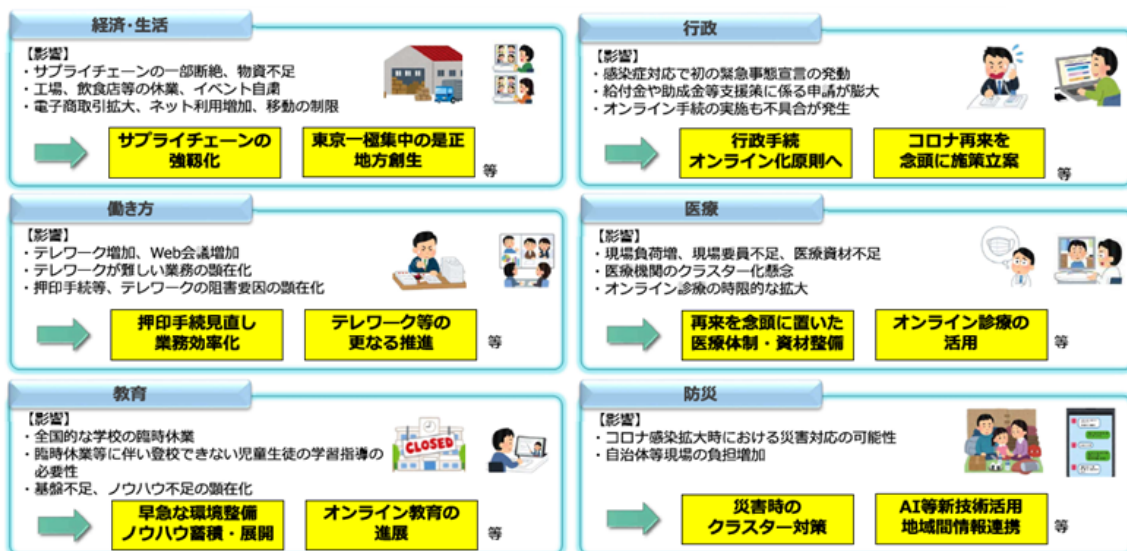 経済・生活
【影響】
・サプライチェーンの一部断絶、物資不足
・工場、飲食店等の休業、イベント自粛
・電子商取引拡大、ネット利用増加、移動の制限
サプライチェーンの
強靱化
東京一極集中の是正
地方創生
等
行政
【影響】
・感染症対応で初の緊急事態宣言の発動
・給付金や助成金等支援策に係る申請が膨大
・オンライン手続の実施も不具合が発生
行政手続
オンライン化原則へ
コロナ再来を
念頭に施策立案
等
働き方
【影響】
・テレワーク増加、Web会議増加
・テレワークが難しい業務の顕在化
・押印手続等、テレワークの阻害要因の顕在化
押印手続見直し
業務効率化
テレワーク等の
更なる推進
等
医療
【影響】
・現場負荷増、現場要員不足、医療資材不足
・医療機関のクラスター化懸念
・オンライン診療の時限的な拡大
再来を念頭に置いた
医療体制・資材整備
オンライン診療の
活用
等
教育
【影響】
・全国的な学校の臨時休業
・臨時休業等に伴い登校できない児童生徒の学習指導の
必要性
・基盤不足、ノウハウ不足の顕在化
CLOSED
早急な環境整備
ノウハウ蓄積・展開
オンライン教育の
進展
等
防災
【影響】
・コロナ感染拡大時における災害対応の可能性
・自治体等現場の負担増加
災害時の
クラスター対策
AI等新技術活用
地域間情報連携
等